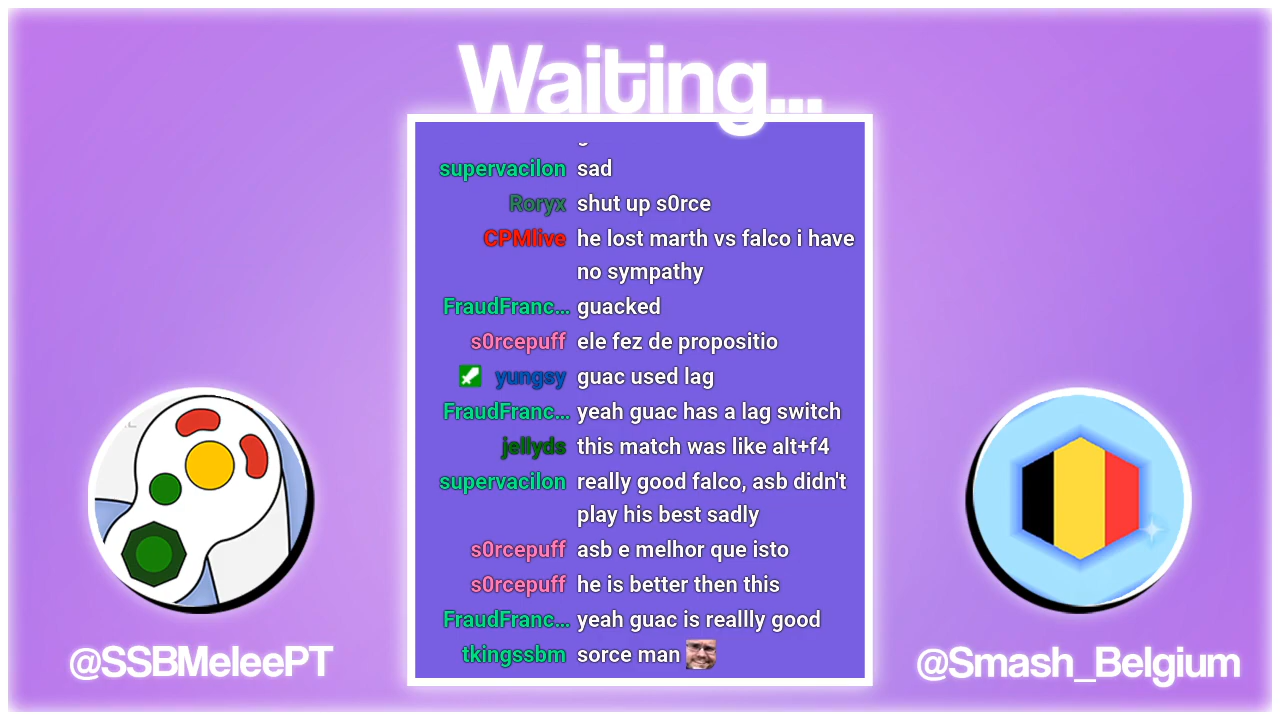 Waiting...
supervacilon sad
Roryx shut up s0rce
CPMlive he lost marth vs falco i have
no sympathy
FraudFranc... guacked
s0rcepuff ele fez de propositio
yungsy guac used lag
FraudFranc... yeah guac has a lag switch
jellyds this match was like alt+f4
supervacilon really good falco, asb didn't
play his best sadly
s0rcepuff asb e melhor que isto
s0rcepuff he is better then this
FraudFranc... yeah guac is reallly good
tkingssbm sorce man
@SSBMeleePT
@Smash_Belgium